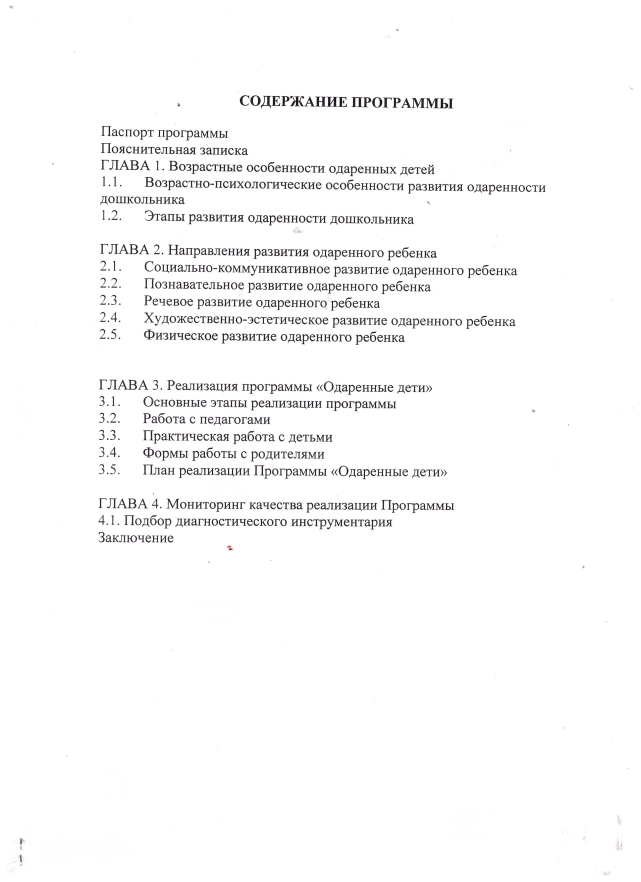 СОДЕРЖАНИЕ ПРОГРАММЫ
Паспорт программы
Пояснительная записка
ГЛАВА 1. Возрастные особенности одаренных детей
1.1. Возрастно-психологические особенности развития одаренности
дошкольника
1.2. Этапы развития одаренности дошкольника
ГЛАВА 2. Направления развития одаренного ребенка
2.1. Социально-коммуникативное развитие одаренного ребенка
2.2. Познавательное развитие одаренного ребенка
2.3. Речевое развитие одаренного ребенка
2.4. Художественно-эстетическое развитие одаренного ребенка
2.5. Физическое развитие одаренного ребенка
ГЛАВА 3. Реализация программы «Одаренные дети»
3.1. Основные этапы реализации программы
3.2. Работа с педагогами
3.3. Практическая работа с детьми
3.4. Формы работы с родителями
3.5. План реализации Программы «Одаренные дети»
ГЛАВА 4. Мониторинг качества реализации Программы
4.1. Подбор диагностического инструментария
Заключение